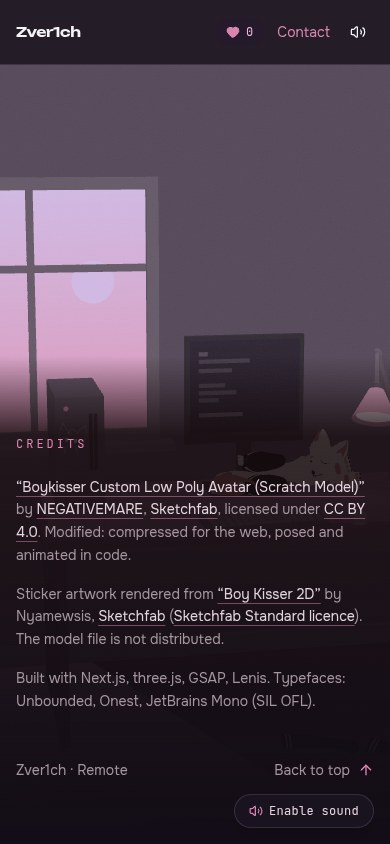 Zver1ch
0
Contact
CREDITS
“Boykisser Custom Low Poly Avatar (Scratch Model)”
by NEGATIVEMARE, Sketchfab, licensed under CC BY
4.0. Modified: compressed for the web, posed and
animated in code.
Sticker artwork rendered from “Boy Kisser 2D” by
Nyamewsis, Sketchfab (Sketchfab Standard licence).
The model file is not distributed.
Built with Next.js, three.js, GSAP, Lenis. Typefaces:
Unbounded, Onest, JetBrains Mono (SIL OFL).
Zver1ch · Remote
Back to top ↑
Enable sound